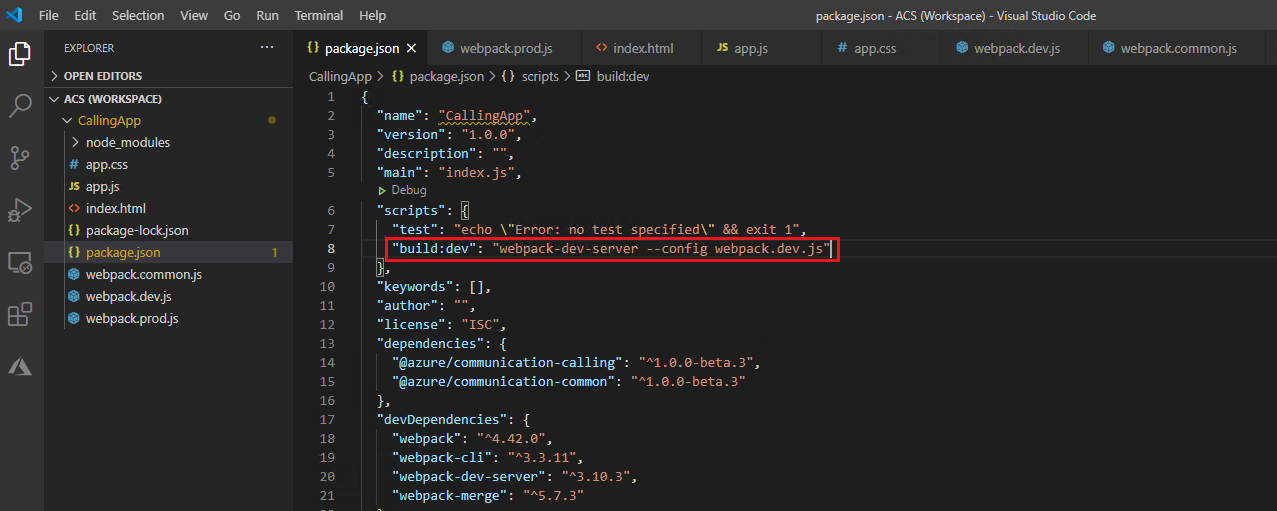 File Edit Selection View Go Run Terminal Help package.json - ACS (Workspace) - Visual Studio Code
EXPLORER ···
{} package.json × webpack.prod.js <> index.html JS app.js # app.css webpack.dev.js webpack.common.js
CallingApp > {} package.json > {} scripts > abc build:dev
OPEN EDITORS
ACS (WORKSPACE)
CallingApp
node_modules
# app.css
JS app.js
<> index.html
{} package-lock.json
{} package.json 1
webpack.common.js
webpack.dev.js
webpack.prod.js
1 {
2 "name": "CallingApp",
3 "version": "1.0.0",
4 "description": "",
5 "main": "index.js",
Debug
6 "scripts": {
7 "test": "echo \"Error: no test specified\" && exit 1",
8 "build:dev": "webpack-dev-server --config webpack.dev.js"
9 },
10 "keywords": [],
11 "author": "",
12 "license": "ISC",
13 "dependencies": {
14 "@azure/communication-calling": "^1.0.0-beta.3",
15 "@azure/communication-common": "^1.0.0-beta.3"
16 },
17 "devDependencies": {
18 "webpack": "^4.42.0",
19 "webpack-cli": "^3.3.11",
20 "webpack-dev-server": "^3.10.3",
21 "webpack-merge": "^5.7.3"